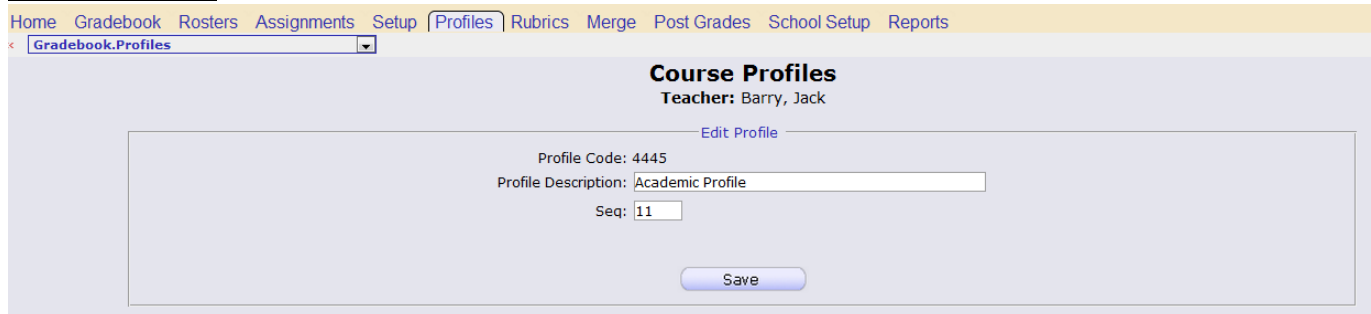 Home Gradebook Rosters Assignments Setup Profiles Rubrics Merge Post Grades School Setup Reports
< Gradebook.Profiles
Course Profiles
Teacher: Barry, Jack
Edit Profile
Profile Code: 4445
Profile Description: Academic Profile
Seq: 11
Save